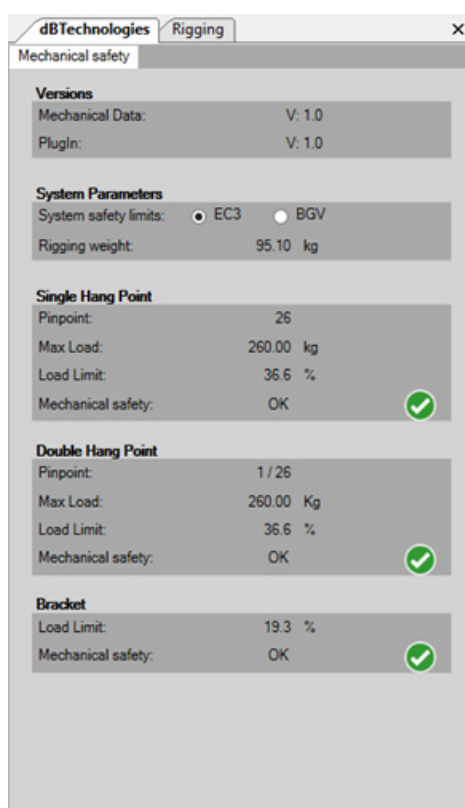 dBTechnologies Rigging
Mechanical safety
Versions
Mechanical Data: V: 1.0
PlugIn: V: 1.0
System Parameters
System safety limits: EC3 BGV
Rigging weight: 95.10 kg
Single Hang Point
Pinpoint: 26
Max Load: 260.00 kg
Load Limit: 36.6 %
Mechanical safety: OK
Double Hang Point
Pinpoint: 1 / 26
Max Load: 260.00 Kg
Load Limit: 36.6 %
Mechanical safety: OK
Bracket
Load Limit: 19.3 %
Mechanical safety: OK